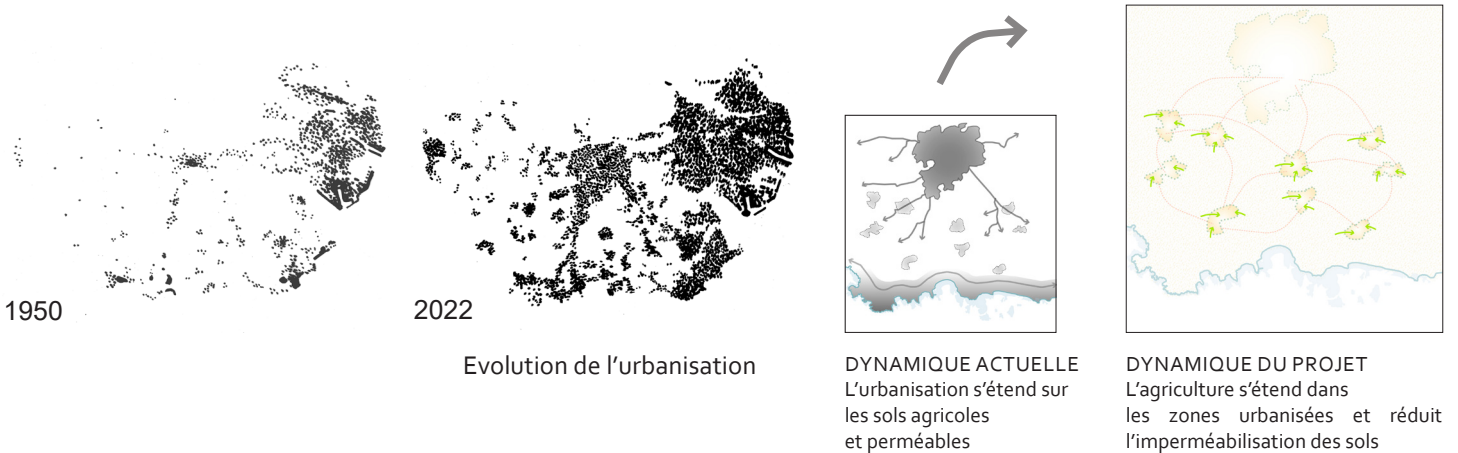 1950
2022
Evolution de l'urbanisation
DYNAMIQUE ACTUELLE
L'urbanisation s'étend sur
les sols agricoles
et perméables
DYNAMIQUE DU PROJET
L'agriculture s'étend dans
les zones urbanisées et réduit
l'imperméabilisation des sols